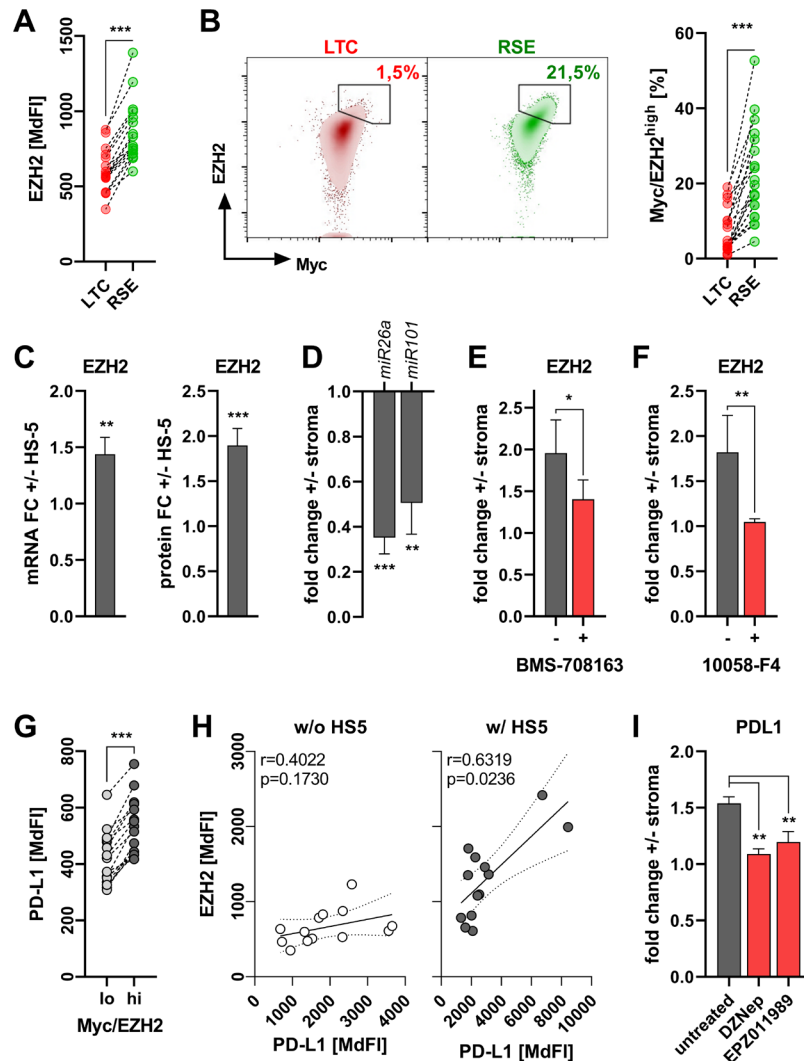 A
***
EZH2 [MdFI]
1500
1000
500
0
LTC
RSE
B
LTC
RSE
1,5%
21,5%
EZH2
Myc
***
Myc/EZH2high [%]
60
40
20
0
LTC
RSE
C
EZH2
mRNA FC +/- HS-5
2.0
1.5
1.0
0.5
0.0
**
EZH2
protein FC +/- HS-5
2.5
2.0
1.5
1.0
0.5
0.0
***
D
miR26a
miR101
fold change +/- stroma
1.0
0.8
0.6
0.4
0.2
0.0
***
**
E
EZH2
fold change +/- stroma
2.5
2.0
1.5
1.0
0.5
0.0
*
- +
BMS-708163
F
EZH2
fold change +/- stroma
2.5
2.0
1.5
1.0
0.5
0.0
**
- +
10058-F4
G
***
PD-L1 [MdFI]
800
600
400
200
0
lo hi
Myc/EZH2
H
w/o HS5
r=0.4022
p=0.1730
EZH2 [MdFI]
3000
2000
1000
0
0 1000 2000 3000 4000
PD-L1 [MdFI]
w/ HS5
r=0.6319
p=0.0236
3000
2000
1000
0
0 2000 4000 6000 8000 10000
PD-L1 [MdFI]
I
PDL1
fold change +/- stroma
2.0
1.5
1.0
0.5
0.0
**
**
untreated
DZNep
EPZ011989